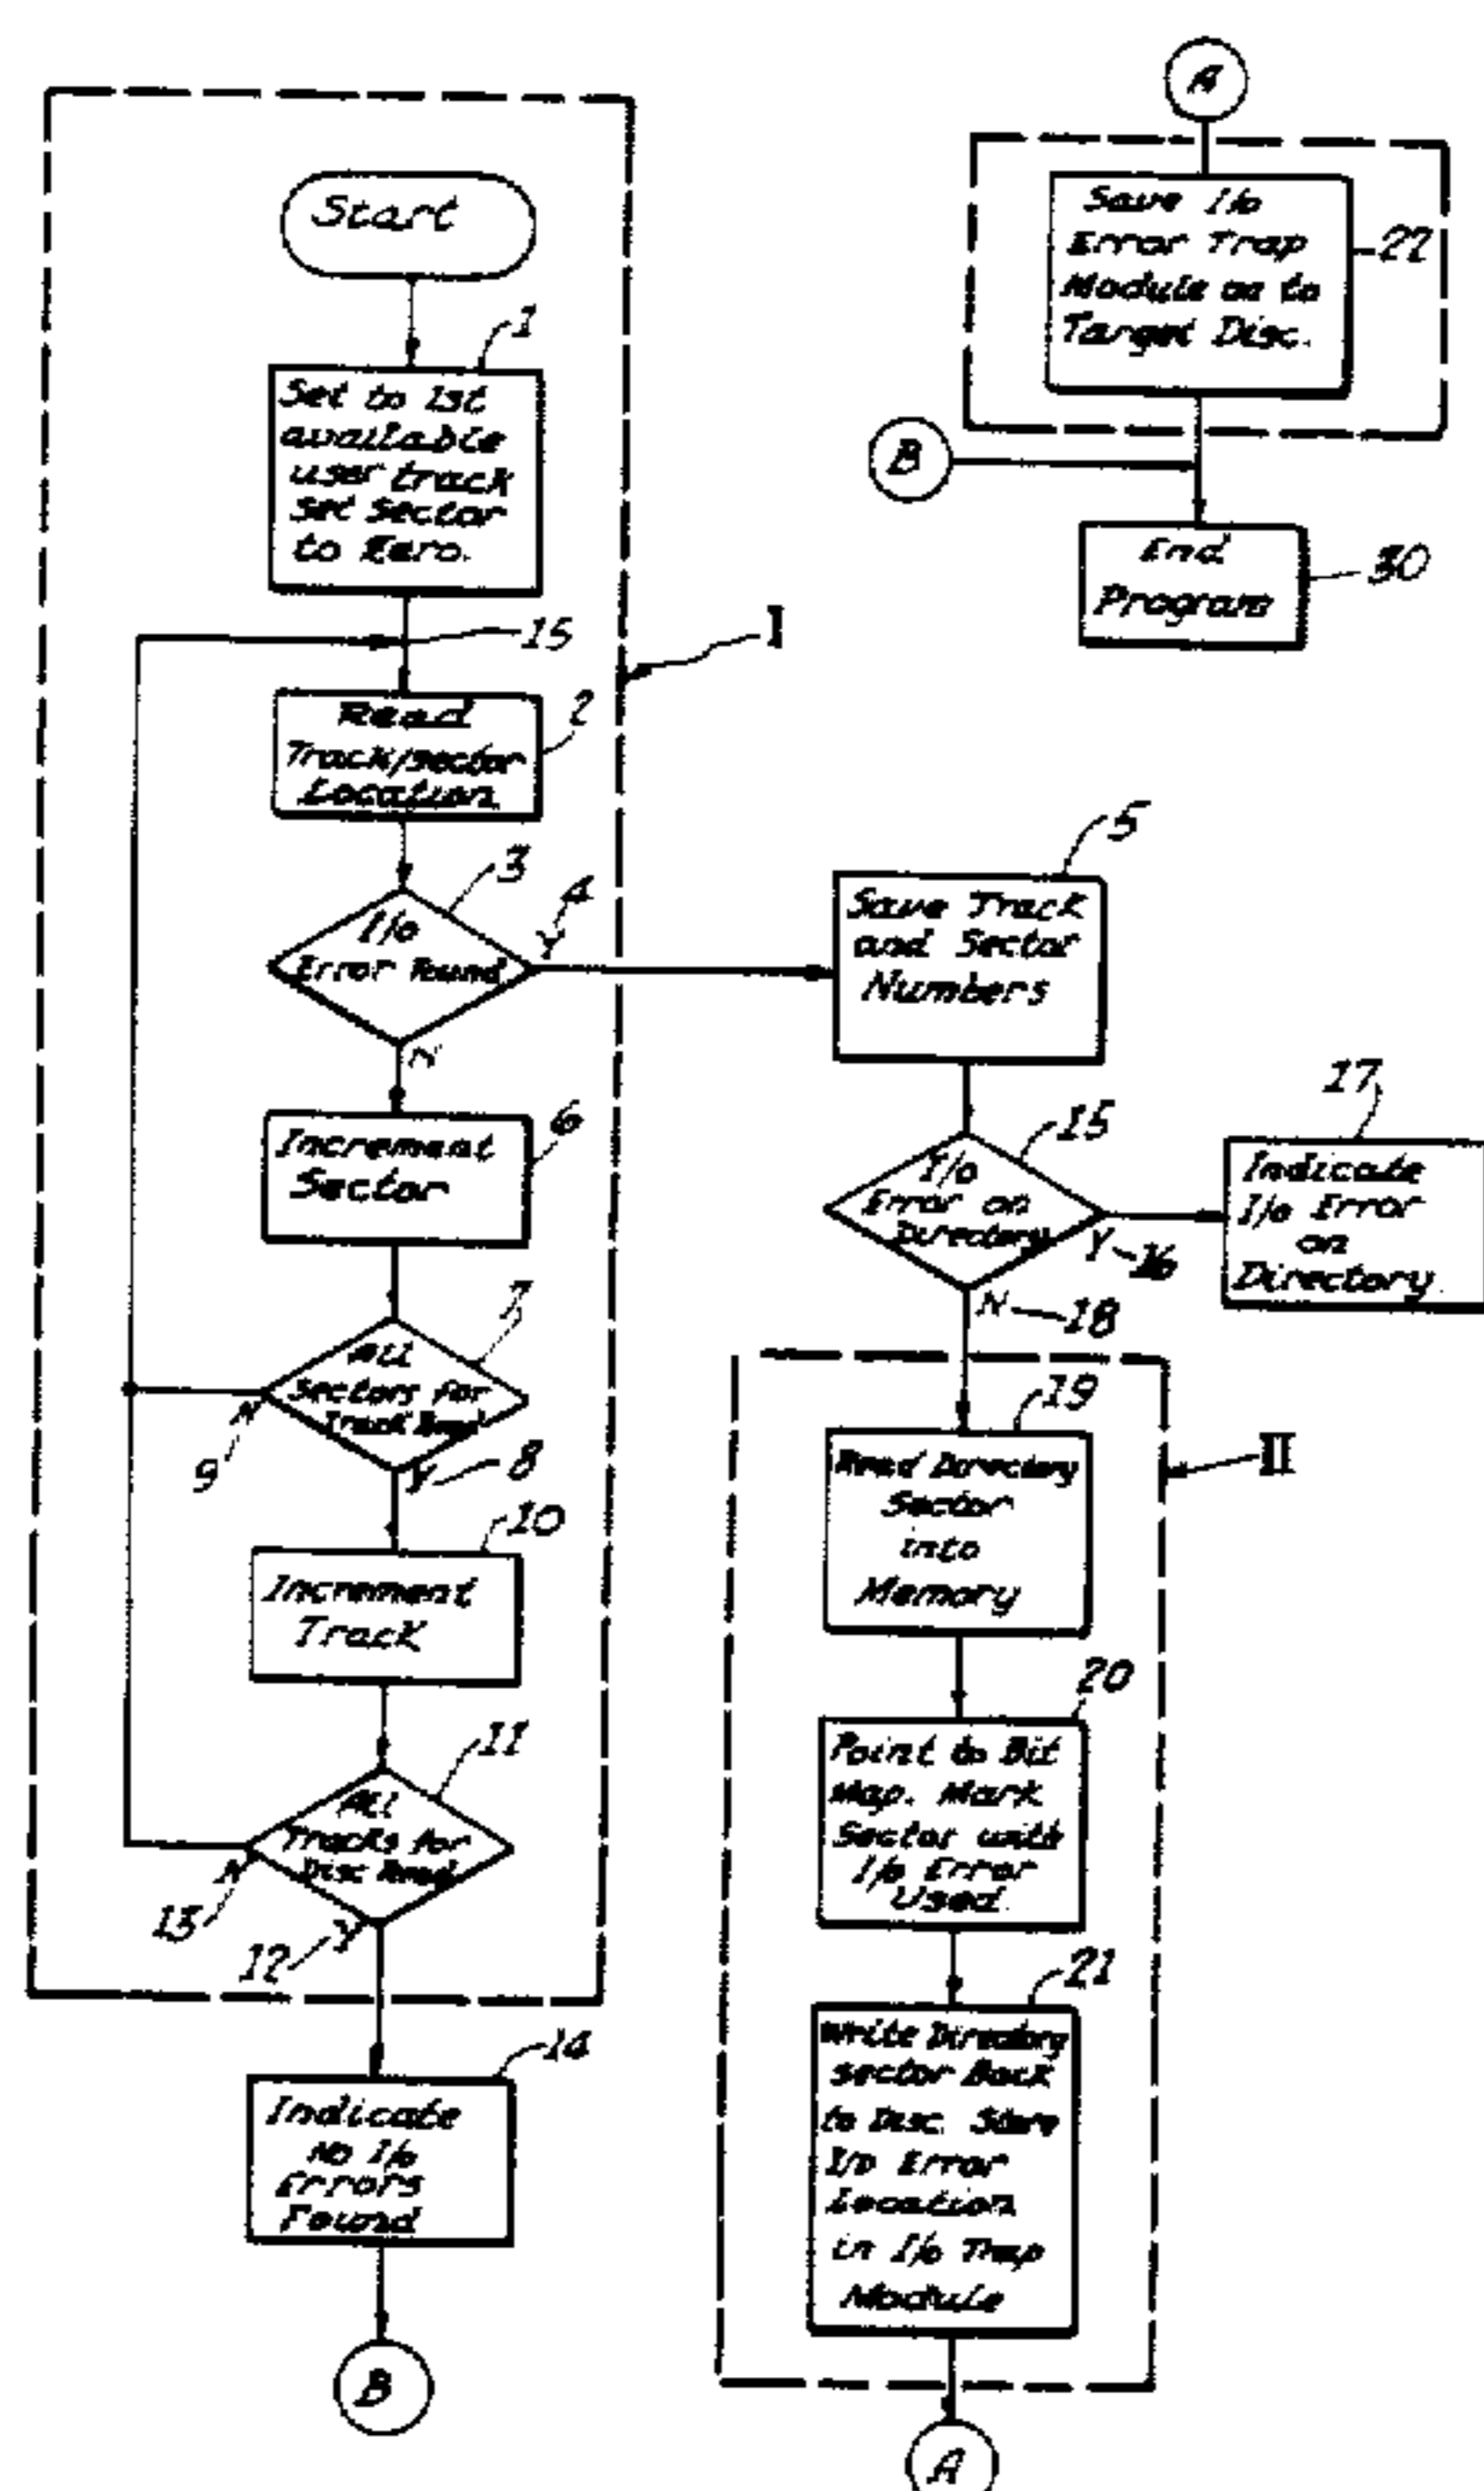 Start
1
Set to 1st
available
user track
Set Sector
to Zero.
15
I
Read
Track/Sector
Location
2
3
I/o
Error Found
Y
4
N
Increment
Sector
6
7
All
Sectors for
Track Read
N
9
Y
8
10
Increment
Track
11
All
Tracks for
Disc Read
N
13
Y
12
14
Indicate
No I/o
Errors
Found
B
A
Save I/o
Error Trap
Module on to
Target Disc.
22
B
End
Program
30
5
Save Track
and Sector
Numbers
15
I/o
Error on
Directory
Y
16
17
Indicate
I/o Error
on
Directory
N
18
19
II
Read Directory
Sector
into
Memory
20
Point to Bit
Map. Mark
Sector with
I/o Error
Used
21
Write Directory
Sector Back
to Disc. Store
I/o Error
Location
in I/o Trap
Module
A